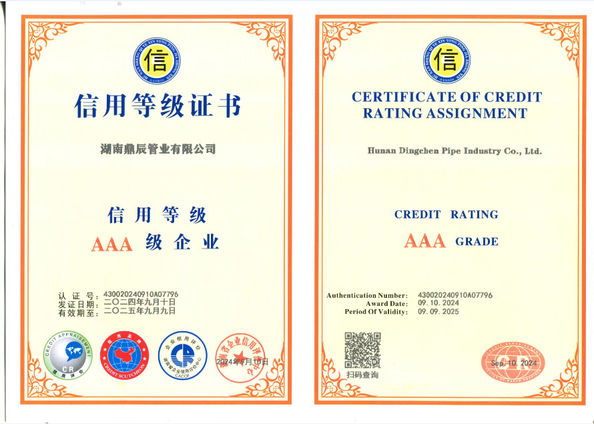 信
信用等级证书
湖南鼎辰管业有限公司
信用等级
AAA 级企业
认 证 号: 430020240910A07796
发证日期: 二〇二四年九月十日
有效期至: 二〇二五年九月九日
CR
2024年9月10日
信
CERTIFICATE OF CREDIT
RATING ASSIGNMENT
Hunan Dingchen Pipe Industry Co., Ltd.
CREDIT RATING
AAA GRADE
Authentication Number: 430020240910A07796
Award Date: 09. 10. 2024
Period Of Validity: 09. 09. 2025
扫码查询
Sep. 10. 2024